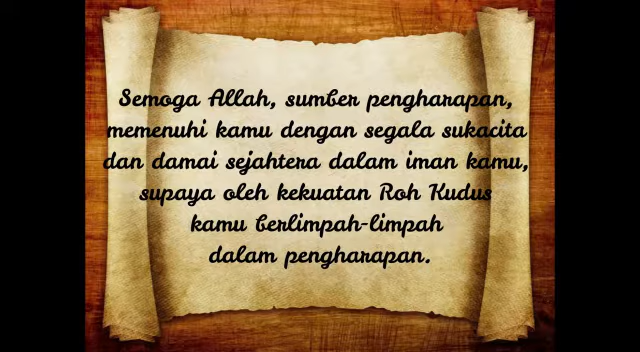 Semoga Allah, sumber pengharapan,
memenuhi kamu dengan segala sukacita
dan damai sejahtera dalam iman kamu,
supaya oleh kekuatan Roh Kudus
kamu berlimpah-limpah
dalam pengharapan.